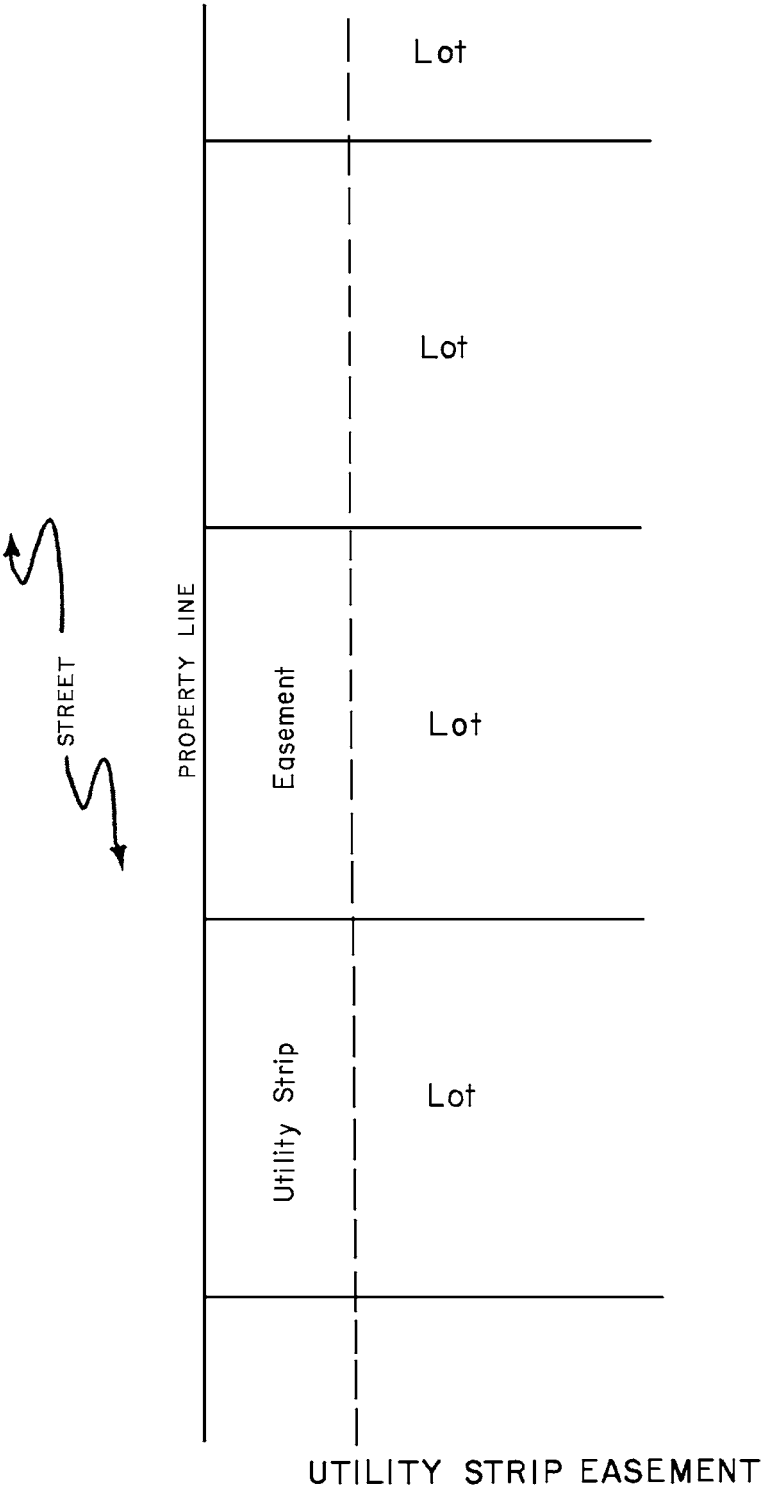 Lot
Lot
STREET
PROPERTY LINE
Utility Strip Easement
Lot
Lot
UTILITY STRIP EASEMENT